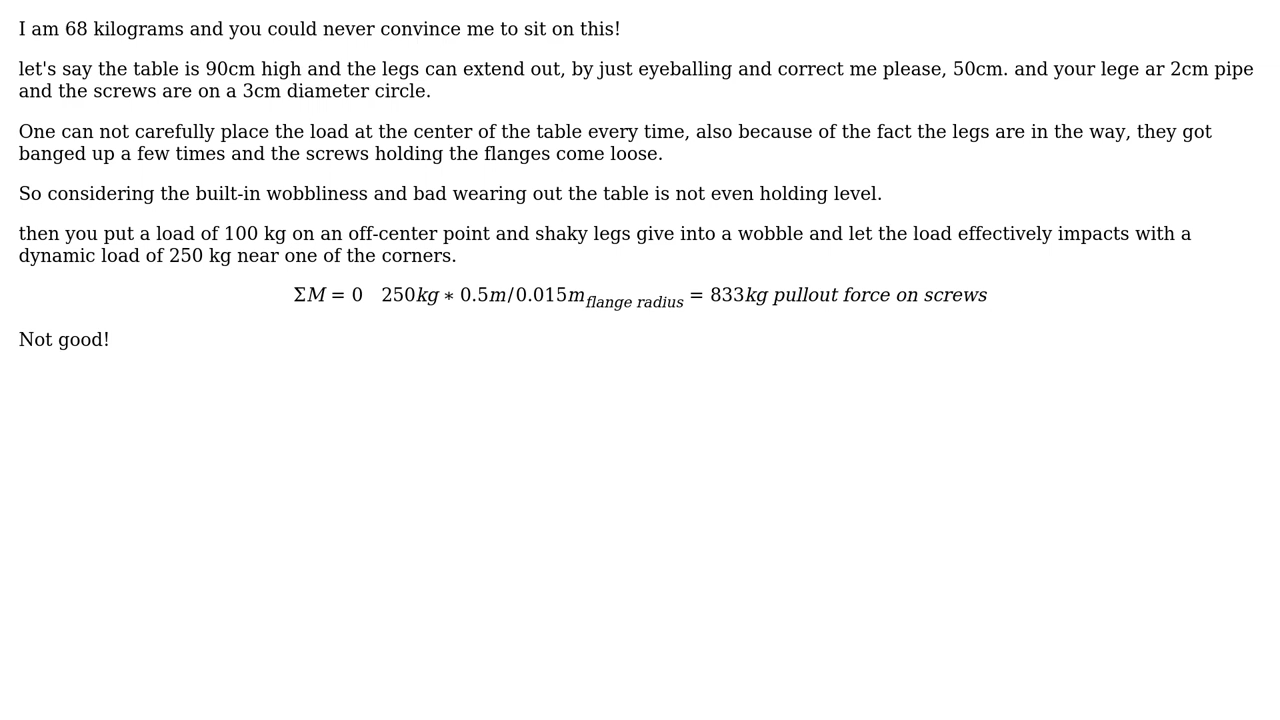 I am 68 kilograms and you could never convince me to sit on this!
let's say the table is 90cm high and the legs can extend out, by just eyeballing and correct me please, 50cm. and your lege ar 2cm pipe
and the screws are on a 3cm diameter circle.
One can not carefully place the load at the center of the table every time, also because of the fact the legs are in the way, they got
banged up a few times and the screws holding the flanges come loose.
So considering the built-in wobbliness and bad wearing out the table is not even holding level.
then you put a load of 100 kg on an off-center point and shaky legs give into a wobble and let the load effectively impacts with a
dynamic load of 250 kg near one of the corners.
ΣM = 0 250kg ∗ 0.5m/0.015m_{flange radius} = 833kg pullout force on screws
Not good!